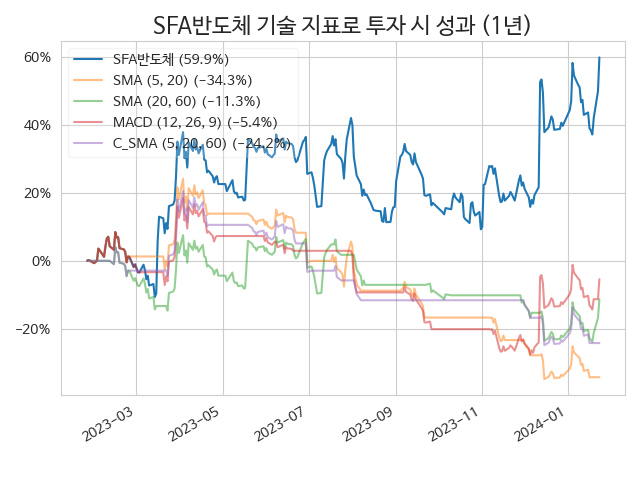 SFA반도체 기술 지표로 투자 시 성과 (1년)
60%
40%
20%
0%
−20%
SFA반도체 (59.9%)
SMA (5, 20) (−34.3%)
SMA (20, 60) (−11.3%)
MACD (12, 26, 9) (−5.4%)
C_SMA (5, 20, 60) (−24.2%)
2023−03
2023−05
2023−07
2023−09
2023−11
2024−01